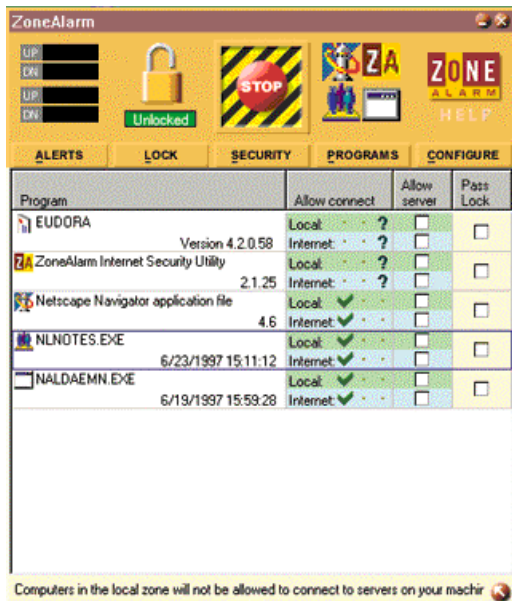 ZoneAlarm
UP
DN
UP
DN
Unlocked
STOP
ZA
ZONE
ALARM
HELP
ALERTS LOCK SECURITY PROGRAMS CONFIGURE
Program Allow connect Allow server Pass Lock
EUDORA Local: ?
Version 4.2.0.58 Internet: ?
ZA ZoneAlarm Internet Security Utility Local: ?
2.1.25 Internet: ?
Netscape Navigator application file Local:
4.6 Internet:
NLNOTES.EXE Local:
6/23/1997 15:11:12 Internet:
NALDAEMN.EXE Local:
6/19/1997 15:59:28 Internet:
Computers in the local zone will not be allowed to connect to servers on your machin